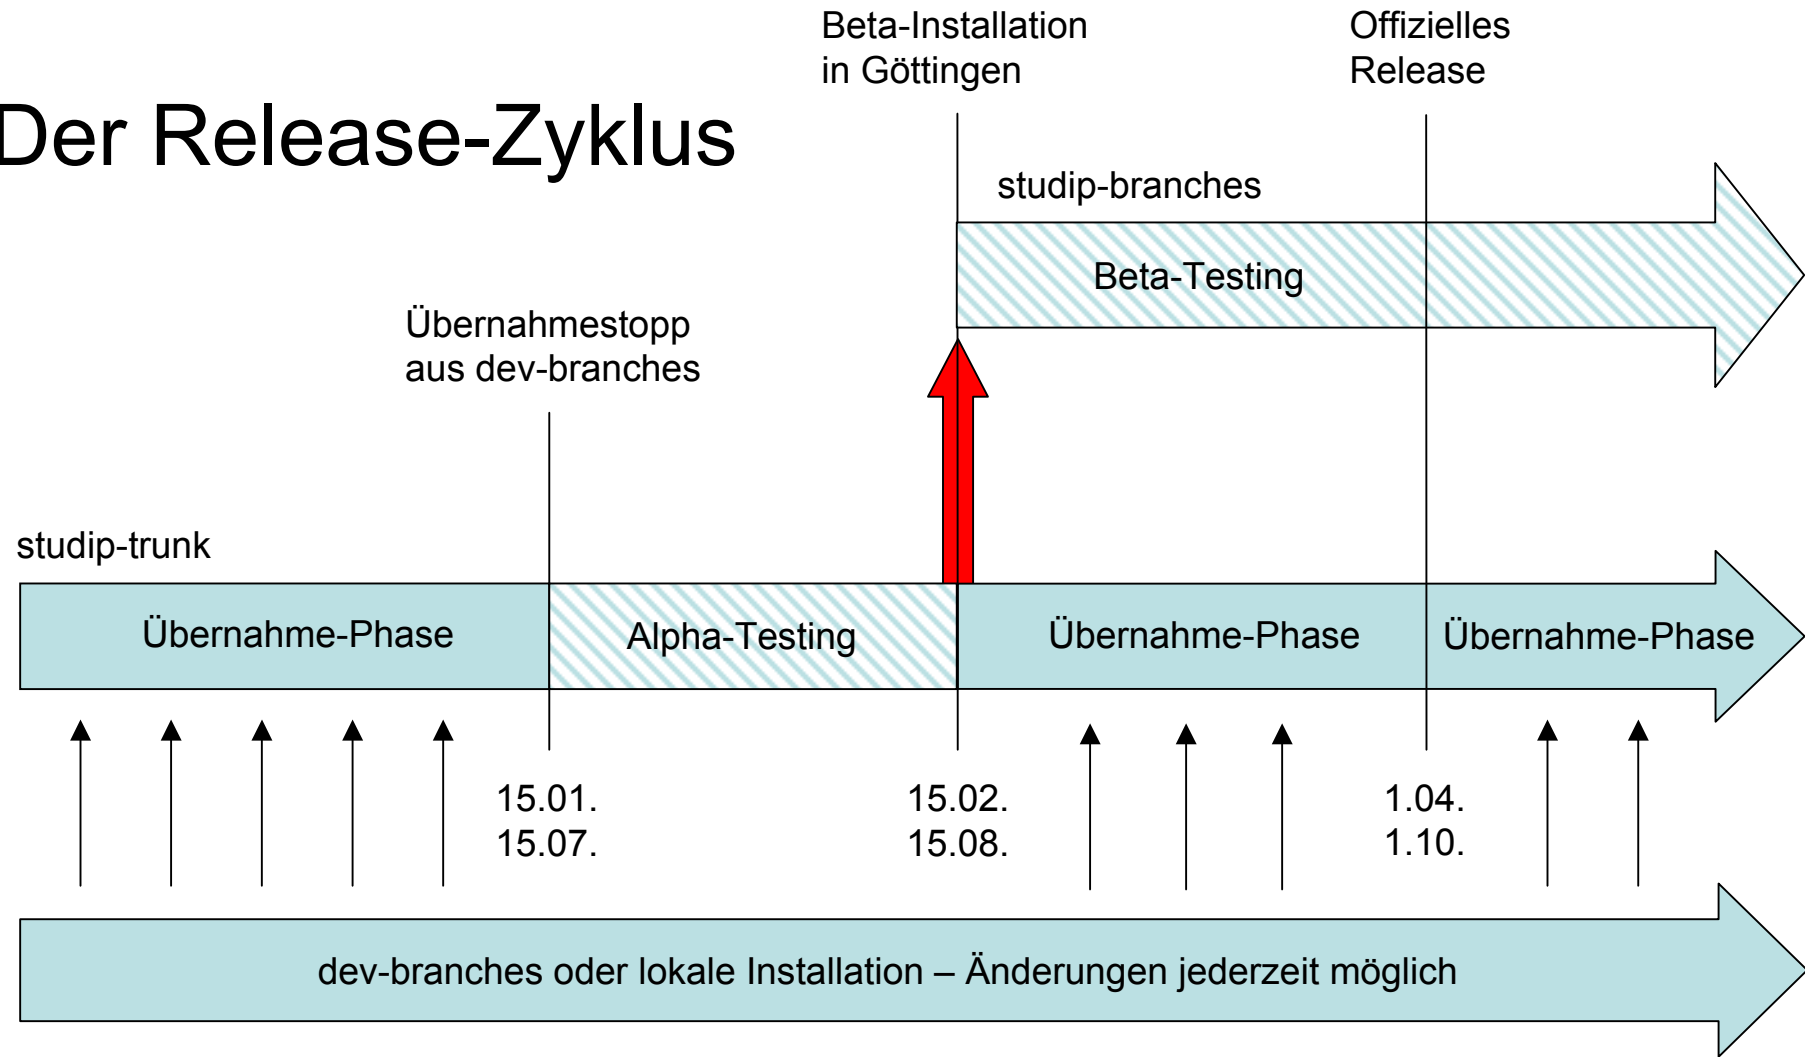 Beta-Installation
in Göttingen
Offizielles
Release
Der Release-Zyklus
studip-branches
Beta-Testing
Übernahmestopp
aus dev-branches
studip-trunk
Übernahme-Phase
Alpha-Testing
Übernahme-Phase
Übernahme-Phase
15.01.
15.07.
15.02.
15.08.
1.04.
1.10.
dev-branches oder lokale Installation – Änderungen jederzeit möglich